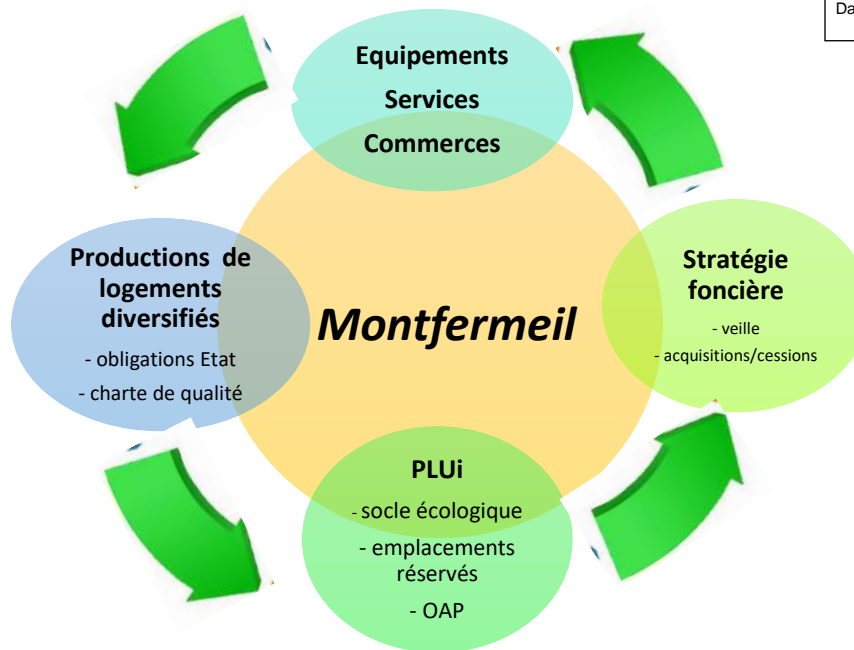 Da
Equipements
Services
Commerces
Productions de
logements
diversifiés
- obligations Etat
- charte de qualité
Montfermeil
Stratégie
foncière
- veille
- acquisitions/cessions
PLUi
- socle écologique
- emplacements
réservés
- OAP